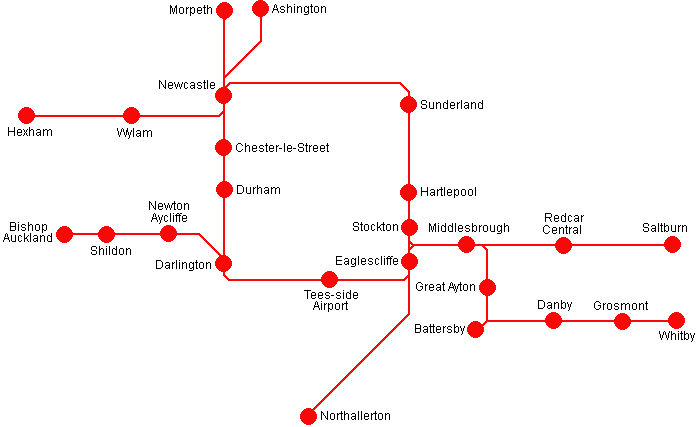 Morpeth
Ashington
Newcastle
Sunderland
Hexham
Wylam
Chester-le-Street
Durham
Hartlepool
Newton
Aycliffe
Bishop
Auckland
Shildon
Stockton
Middlesbrough
Redcar
Central
Saltburn
Darlington
Eaglescliffe
Tees-side
Airport
Great Ayton
Battersby
Danby
Grosmont
Whitby
Northallerton